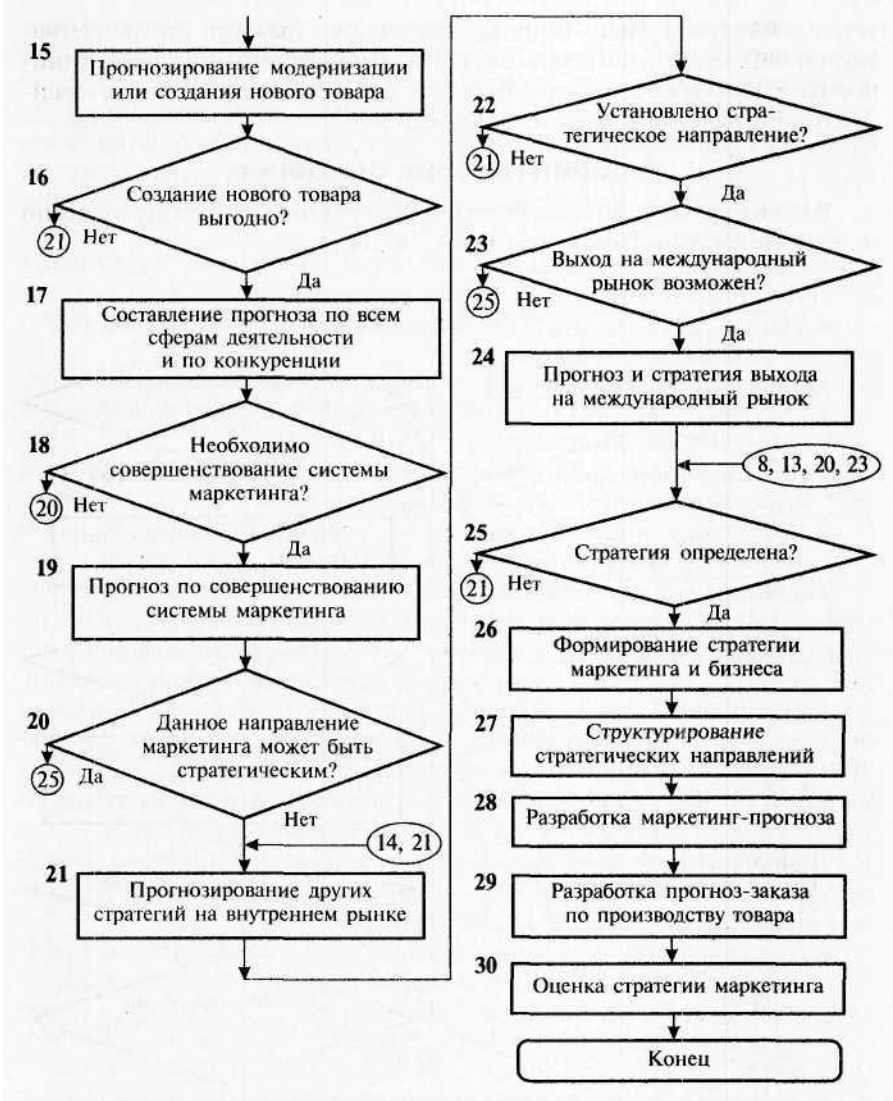 15
Прогнозирование модернизации
или создания нового товара
16
Создание нового товара
выгодно?
21 Нет
Да
17
Составление прогноза по всем
сферам деятельности
и по конкуренции
18
Необходимо
совершенствование системы
маркетинга?
20 Нет
Да
19
Прогноз по совершенствованию
системы маркетинга
20
Данное направление
маркетинга может быть
стратегическим?
25 Да
Нет
14, 21
21
Прогнозирование других
стратегий на внутреннем рынке
22
Установлено стра-
тегическое направление?
21 Нет
Да
23
Выход на международный
рынок возможен?
25 Нет
Да
24
Прогноз и стратегия выхода
на международный рынок
8, 13, 20, 23
25
Стратегия определена?
21 Нет
Да
26
Формирование стратегии
маркетинга и бизнеса
27
Структурирование
стратегических направлений
28
Разработка маркетинг-прогноза
29
Разработка прогноз-заказа
по производству товара
30
Оценка стратегии маркетинга
Конец